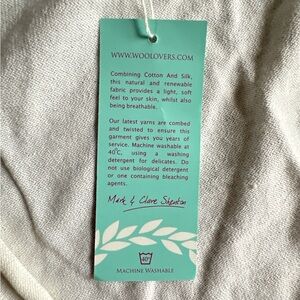 WWW.WOOLOVERS.COM
Combining Cotton And Silk,
this natural and renewable
fabric provides a light, soft
feel to your skin, whilst also
being breathable.
Our latest yarns are combed
and twisted to ensure this
garment gives you years of
service. Machine washable at
40°C, using a washing
detergent for delicates. Do
not use biological detergent
or one containing bleaching
agents.
Mark & Clare Sheaton
40°
MACHINE WASHABLE